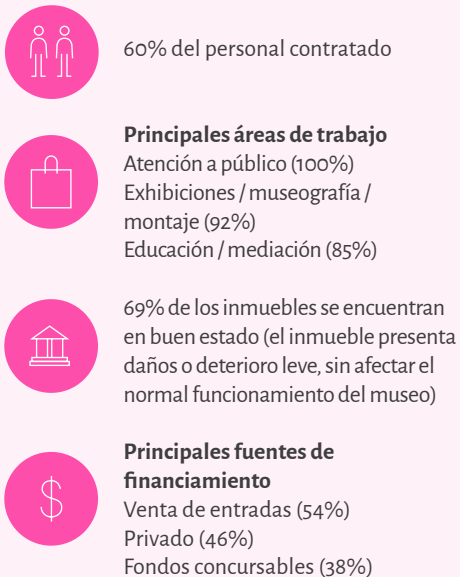 60% del personal contratado
Principales áreas de trabajo
Atención a público (100%)
Exhibiciones / museografía /
montaje (92%)
Educación / mediación (85%)
69% de los inmuebles se encuentran
en buen estado (el inmueble presenta
daños o deterioro leve, sin afectar el
normal funcionamiento del museo)
$
Principales fuentes de
financiamiento
Venta de entradas (54%)
Privado (46%)
Fondos concursables (38%)